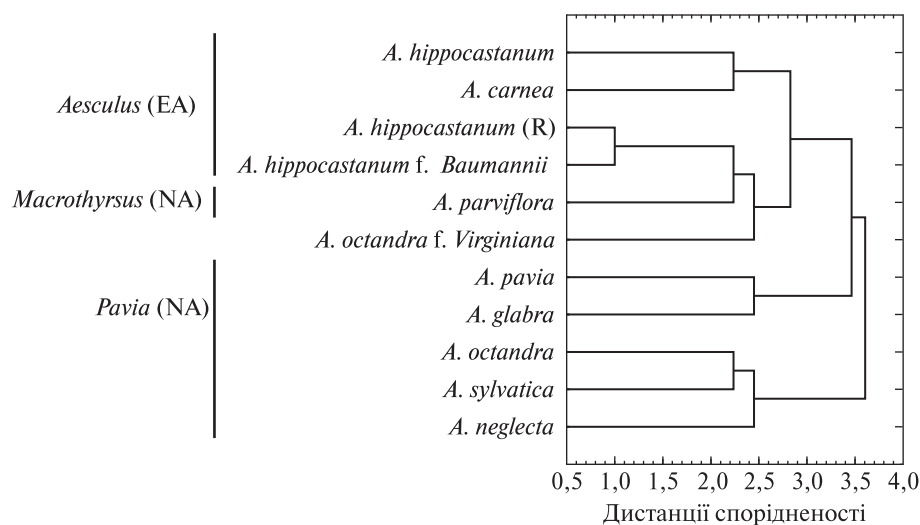 Aesculus (EA)
Macrothyrsus (NA)
Pavia (NA)
A. hippocastanum
A. carnea
A. hippocastanum (R)
A. hippocastanum f. Baumannii
A. parviflora
A. octandra f. Virginiana
A. pavia
A. glabra
A. octandra
A. sylvatica
A. neglecta
0,5 1,0 1,5 2,0 2,5 3,0 3,5 4,0
Дистанції спорідненості